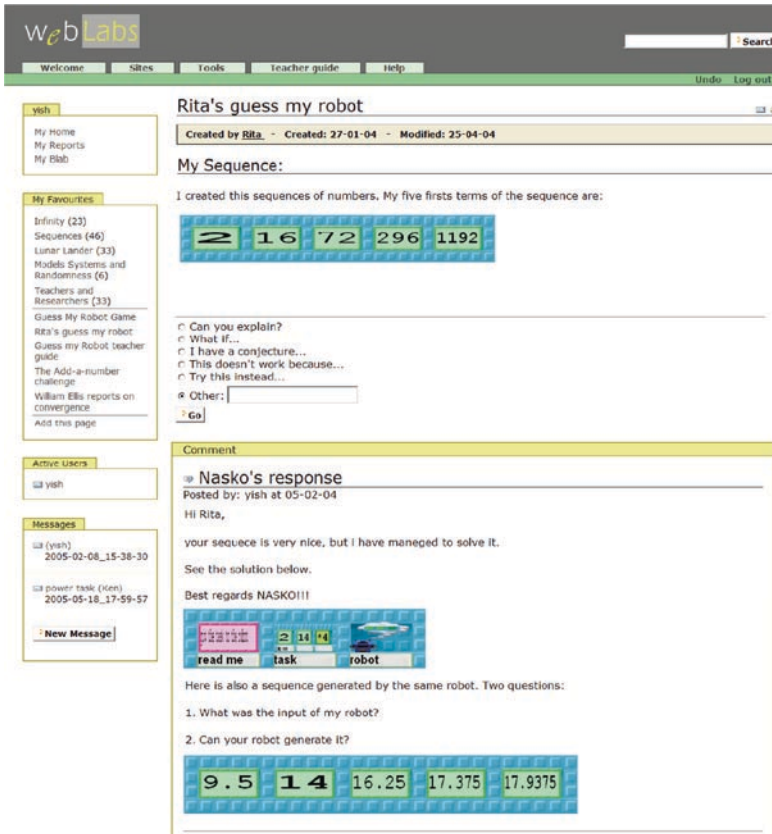 WebLabs
Search
Welcome Sites Tools Teacher guide Help
Undo Log out
yish
My Home
My Reports
My Blab
My Favourites
Infinity (23)
Sequences (46)
Lunar Lander (33)
Models Systems and
Randomness (6)
Teachers and
Researchers (33)
Guess My Robot Game
Rita's guess my robot
Guess my Robot teacher
guide
The Add-a-number
challenge
William Ellis reports on
convergence
Add this page
Active Users
yish
Messages
(yish)
2005-02-08_15-38-30
power task (Ken)
2005-05-18_17-59-57
New Message
Rita's guess my robot
Created by Rita - Created: 27-01-04 - Modified: 25-04-04
My Sequence:
I created this sequences of numbers. My five firsts terms of the sequence are:
2 16 72 296 1192
Can you explain?
What if...
I have a conjecture...
This doesn't work because...
Try this instead...
Other:
Go
Comment
Nasko's response
Posted by: yish at 05-02-04
Hi Rita,
your sequece is very nice, but i have maneged to solve it.
See the solution below.
Best regards NASKO!!!
2 14 *4
read me task robot
Here is also a sequence generated by the same robot. Two questions:
1. What was the input of my robot?
2. Can your robot generate it?
9.5 14 16.25 17.375 17.9375